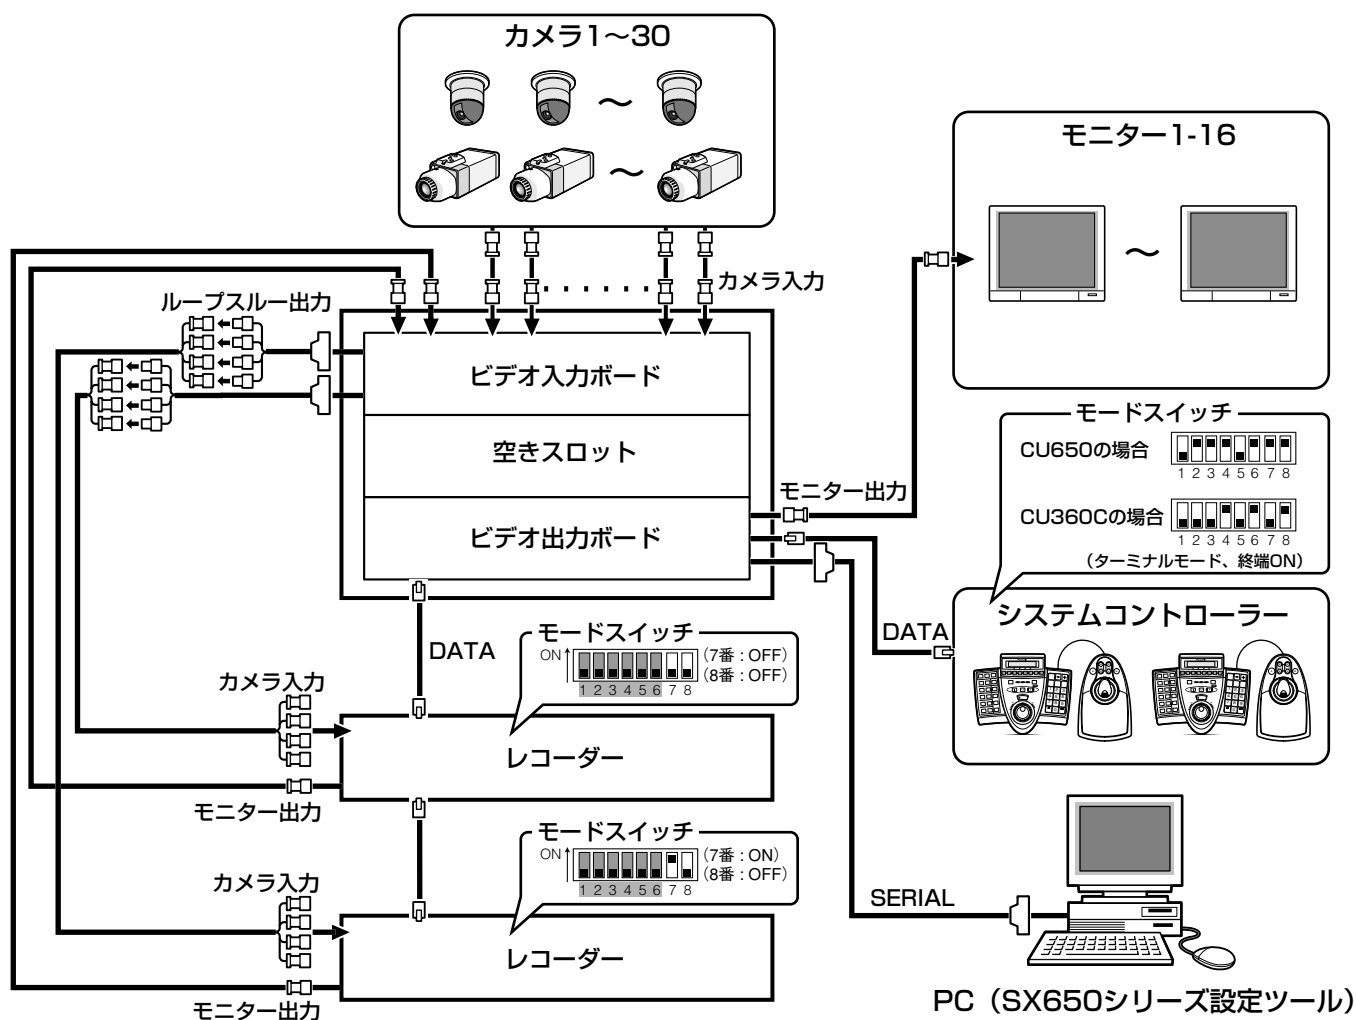 カメラ1～30
モニター1-16
カメラ入力
ループスルー出力
ビデオ入力ボード
空きスロット
ビデオ出力ボード
モニター出力
モードスイッチ
CU650の場合
1 2 3 4 5 6 7 8
CU360Cの場合
1 2 3 4 5 6 7 8
（ターミナルモード、終端ON）
システムコントローラー
DATA
DATA
モードスイッチ
ON
（7番：OFF）
（8番：OFF）
1 2 3 4 5 6 7 8
カメラ入力
レコーダー
モニター出力
モードスイッチ
ON
（7番：ON）
（8番：OFF）
1 2 3 4 5 6 7 8
カメラ入力
レコーダー
モニター出力
SERIAL
PC（SX650シリーズ設定ツール）